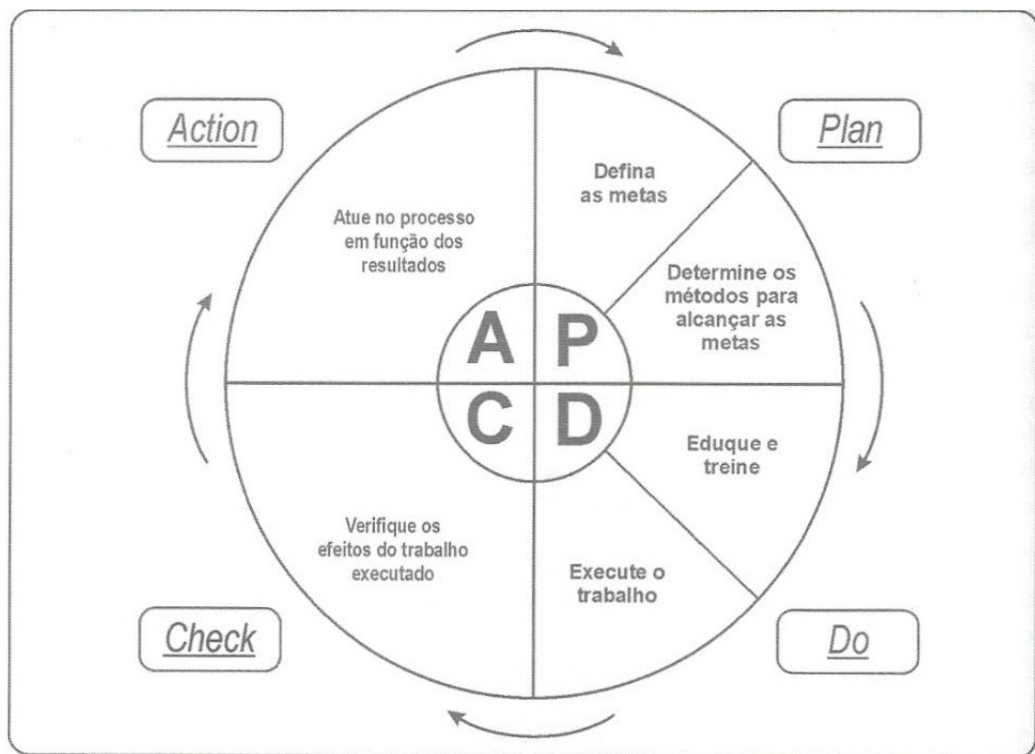 Action
Plan
Defina
as metas
Atue no processo
em função dos
resultados
Determine os
métodos para
alcançar as
metas
A P
C D
Eduque e
treine
Verifique os
efeitos do trabalho
executado
Execute o
trabalho
Check
Do